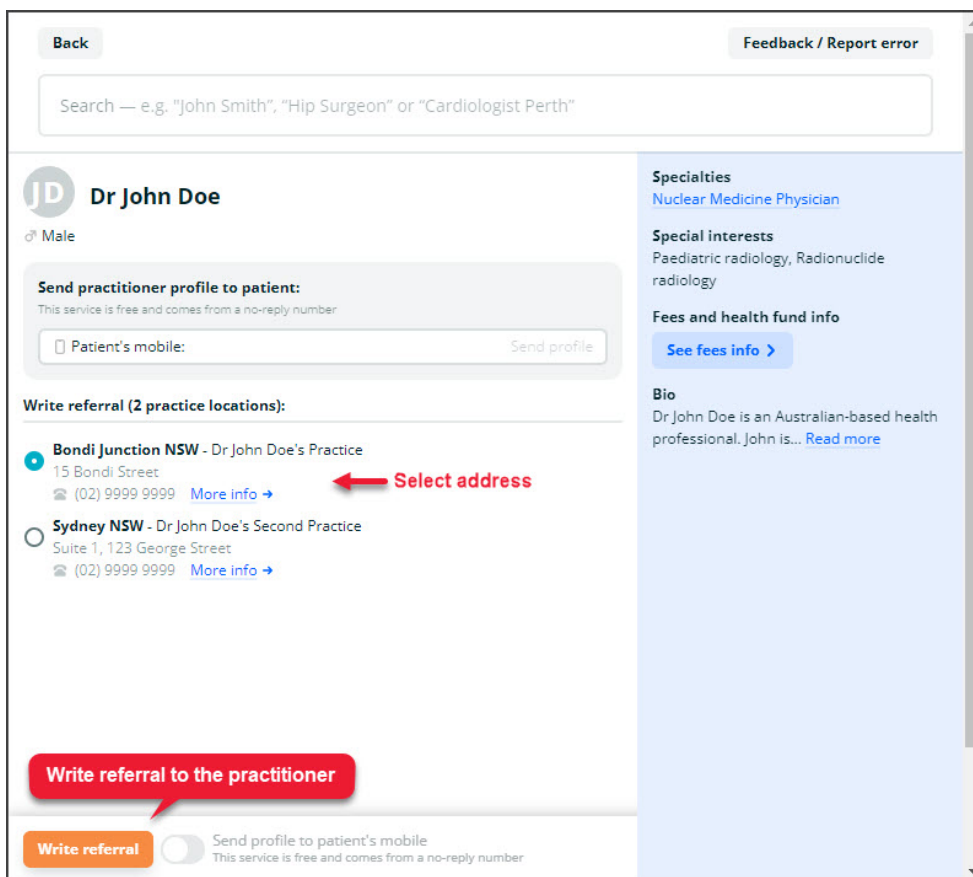 Back
Feedback / Report error
Search — e.g. "John Smith", “Hip Surgeon” or “Cardiologist Perth”
JD
Dr John Doe
Male
Send practitioner profile to patient:
This service is free and comes from a no-reply number
Patient's mobile:
Send profile
Write referral (2 practice locations):
Bondi Junction NSW - Dr John Doe's Practice
15 Bondi Street
(02) 9999 9999 More info →
Select address
Sydney NSW - Dr John Doe's Second Practice
Suite 1, 123 George Street
(02) 9999 9999 More info →
Write referral to the practitioner
Write referral
Send profile to patient's mobile
This service is free and comes from a no-reply number
Specialties
Nuclear Medicine Physician
Special interests
Paediatric radiology, Radionuclide
radiology
Fees and health fund info
See fees info >
Bio
Dr John Doe is an Australian-based health
professional. John is... Read more